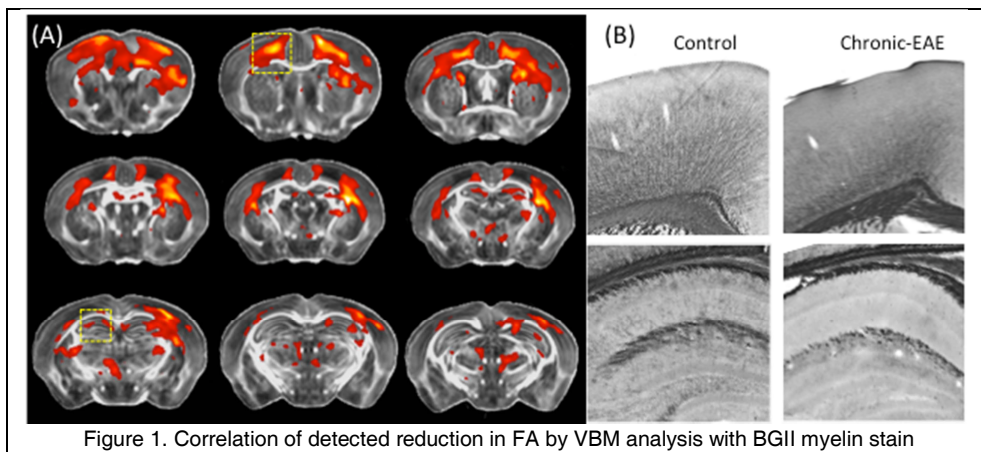 (A)
(B)
Control
Chronic-EAE
Figure 1. Correlation of detected reduction in FA by VBM analysis with BGII myelin stain